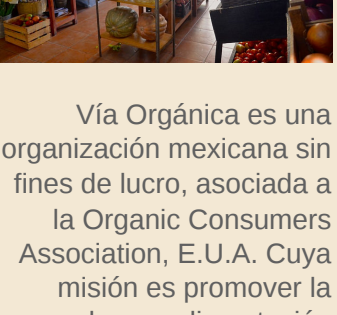 Vía Orgánica es una
organización mexicana sin
fines de lucro, asociada a
la Organic Consumers
Association, E.U.A. Cuya
misión es promover la